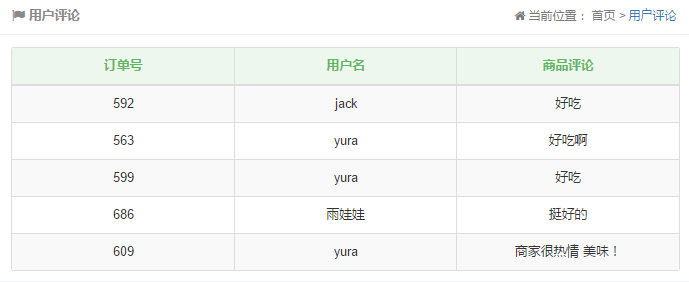 用户评论 当前位置： 首页 > 用户评论
订单号 用户名 商品评论
592 jack 好吃
563 yura 好吃啊
599 yura 好吃
686 雨娃娃 挺好的
609 yura 商家很热情 美味！